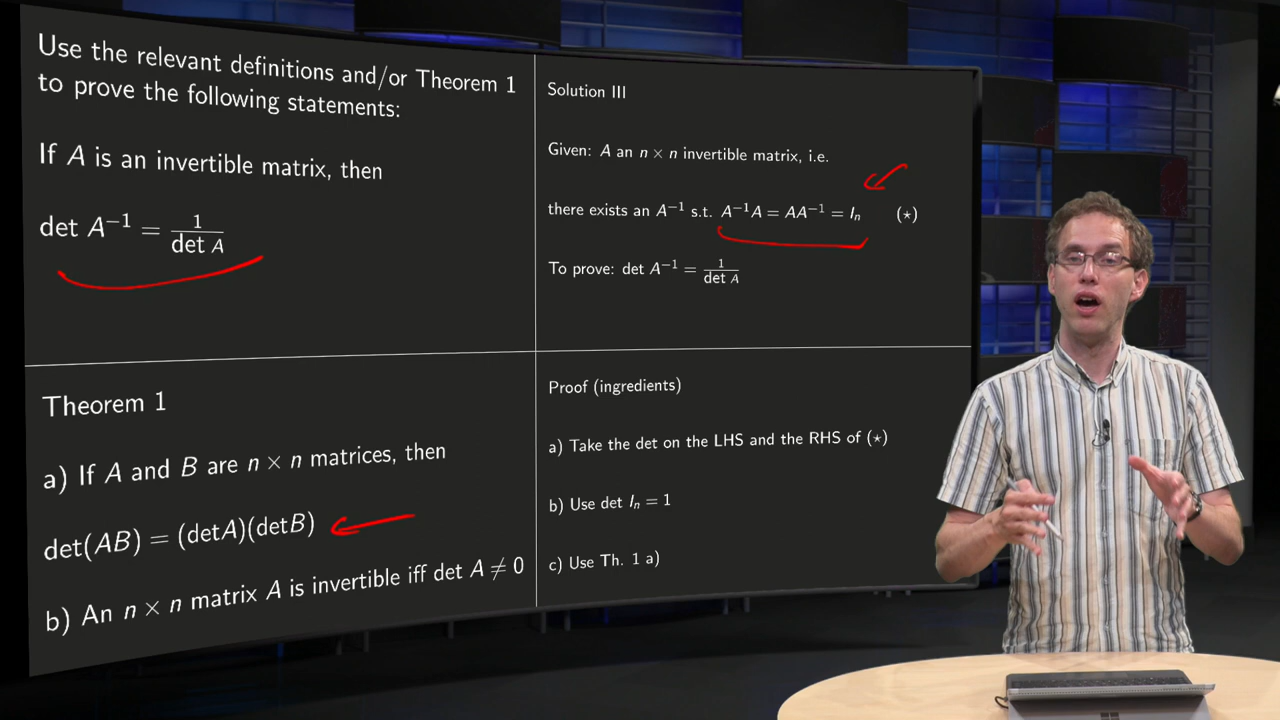 Use the relevant definitions and/or Theorem 1
to prove the following statements:
If A is an invertible matrix, then
det A⁻¹ = 1/det A
Theorem 1
a) If A and B are n × n matrices, then
det(AB) = (detA)(detB)
b) An n × n matrix A is invertible iff det A ≠ 0
Solution III
Given: A an n × n invertible matrix, i.e.
there exists an A⁻¹ s.t. A⁻¹A = AA⁻¹ = Iₙ (⋆)
To prove: det A⁻¹ = 1/det A
Proof (ingredients)
a) Take the det on the LHS and the RHS of (⋆)
b) Use det Iₙ = 1
c) Use Th. 1 a)